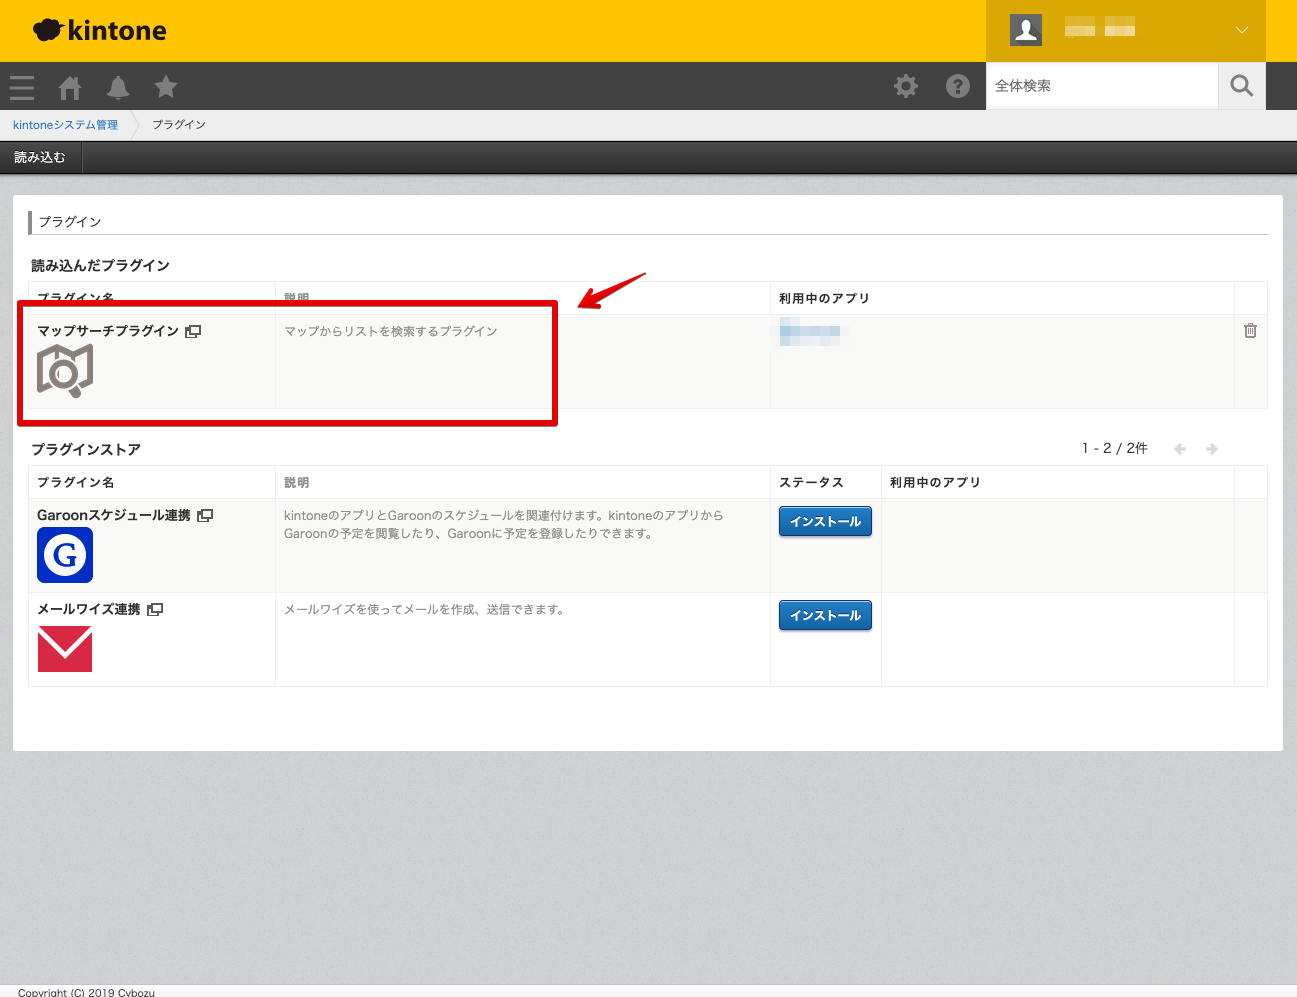 kintone
全体検索
kintoneシステム管理
プラグイン
読み込む
プラグイン
読み込んだプラグイン
プラグイン名
説明
利用中のアプリ
マップサーチプラグイン
マップからリストを検索するプラグイン
プラグインストア
1 - 2 / 2件
プラグイン名
説明
ステータス
利用中のアプリ
Garoonスケジュール連携
kintoneのアプリとGaroonのスケジュールを関連付けます。kintoneのアプリから
Garoonの予定を閲覧したり、Garoonに予定を登録したりできます。
インストール
G
メールワイズ連携
メールワイズを使ってメールを作成、送信できます。
インストール
Copyright (C) 2019 Cybozu